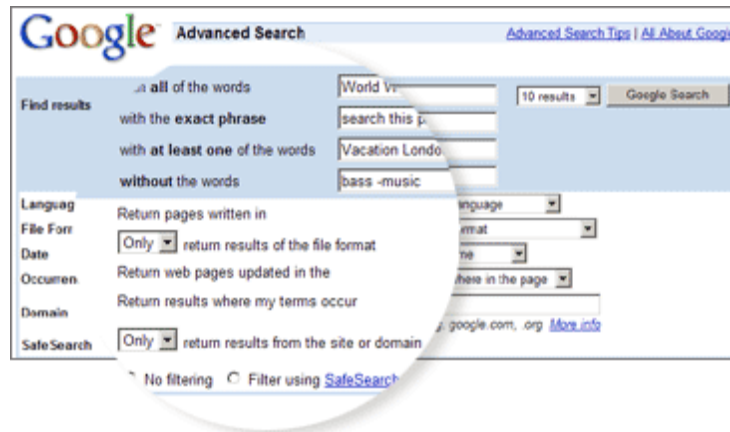 Google Advanced Search Advanced Search Tips | All About Google
all of the words World 10 results Google Search
Find results
with the exact phrase search this p
with at least one of the words Vacation Londo
without the words bass -music
Languag Return pages written in nguage
File Forr Only return results of the file format rmat
Date Return web pages updated in the me
Occurren Return results where my terms occur here in the page
Domain
g. google.com, .org More info
SafeSearch Only return results from the site or domain
No filtering Filter using SafeSearch